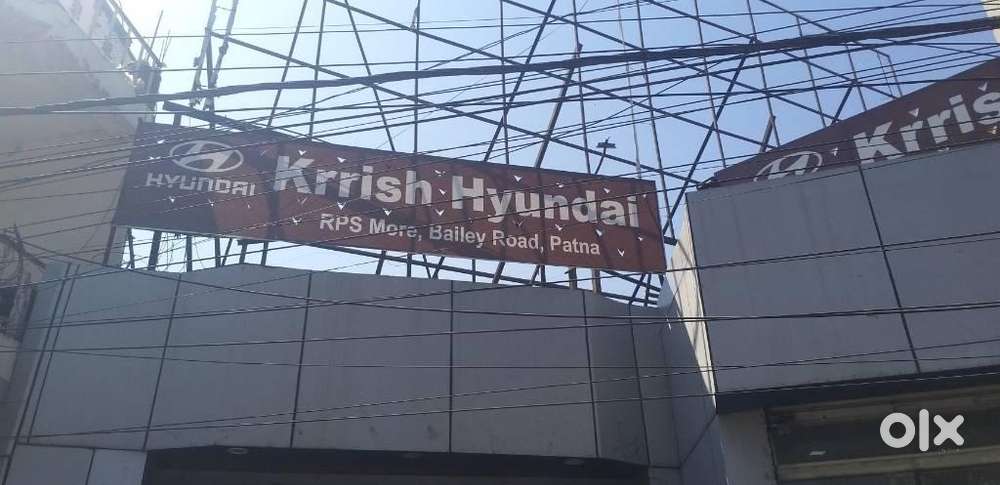 HYUNDAI
Krrish Hyundai
RPS More, Bailey Road, Patna
Krris
olx